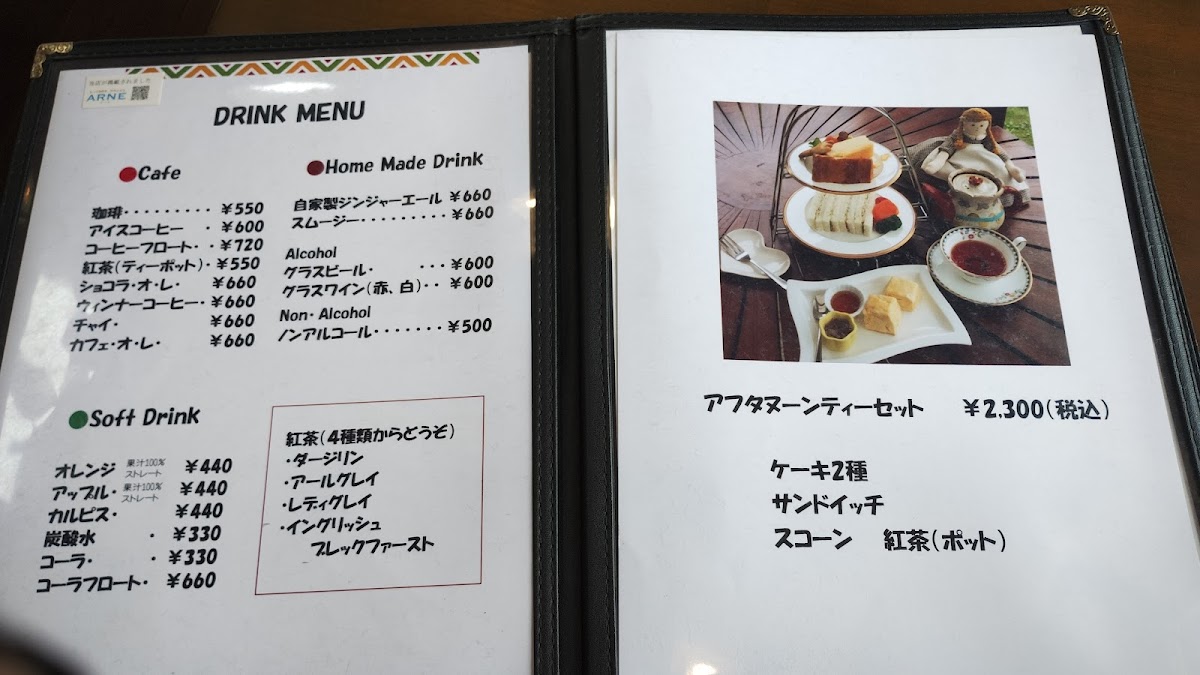 当店が掲載されました
ARNE
DRINK MENU
●Cafe
珈琲・・・・・・・・・ ¥550
アイスコーヒー ・ ¥600
コーヒーフロート・ ・¥720
紅茶(ティーポット)・¥550
ショコラ・オ・レ・ ¥660
ウィンナーコーヒー・¥660
チャイ・ ¥660
カフェ・オ・レ・ ¥660
●Home Made Drink
自家製ジンジャーエール ¥660
スムージー・・・・・・・・・¥660
Alcohol
グラスビール・ ・・・¥600
グラスワイン(赤、白)・・ ¥600
Non・Alcohol
ノンアルコール・・・・・・・¥500
●Soft Drink
オレンジ 果汁100% ストレート ¥440
アップル・ 果汁100% ストレート ¥440
カルピス・ ¥440
炭酸水 ・ ¥330
コーラ・ ・ ¥330
コーラフロート・ ¥660
紅茶(4種類からどうぞ)
・ダージリン
・アールグレイ
・レディグレイ
・イングリッシュ
ブレックファースト
アフタヌーンティーセット ¥2,300(税込)
ケーキ2種
サンドイッチ
スコーン 紅茶(ポット)